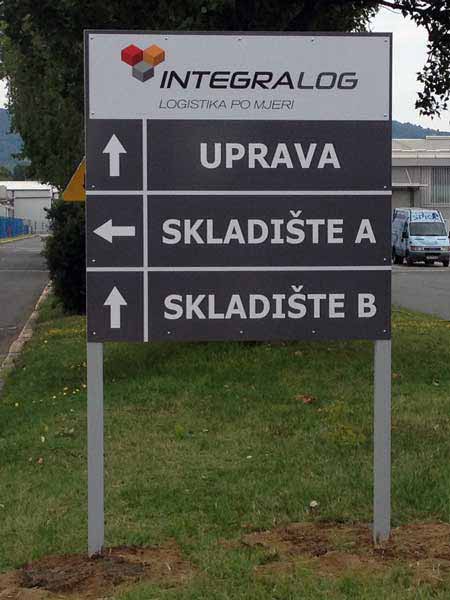 INTEGRALOG
LOGISTIKA PO MJERI
UPRAVA
SKLADIŠTE A
SKLADIŠTE B